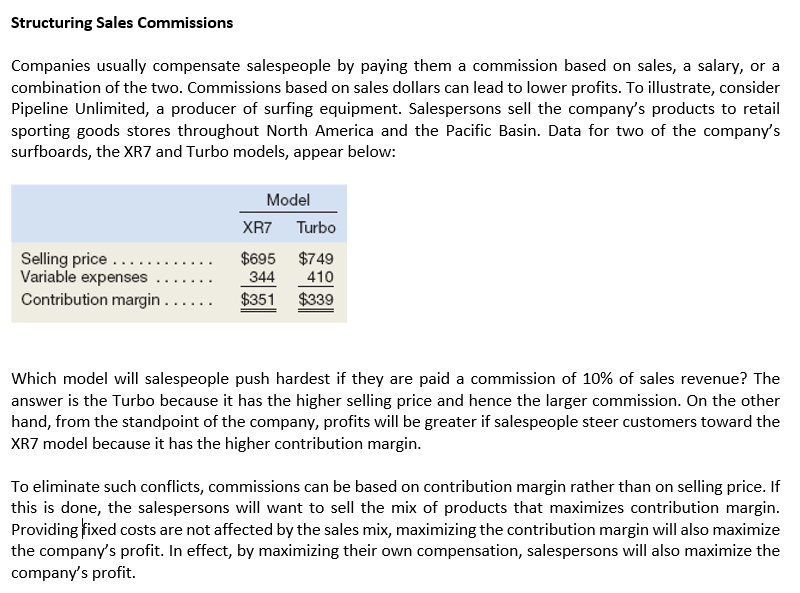 Structuring Sales Commissions
Companies usually compensate salespeople by paying them a commission based on sales, a salary, or a
combination of the two. Commissions based on sales dollars can lead to lower profits. To illustrate, consider
Pipeline Unlimited, a producer of surfing equipment. Salespersons sell the company's products to retail
sporting goods stores throughout North America and the Pacific Basin. Data for two of the company's
surfboards, the XR7 and Turbo models, appear below:
Model
XR7 Turbo
Selling price . . . . . . . . . . . . $695 $749
Variable expenses . . . . . . . 344 410
Contribution margin . . . . . . $351 $339
Which model will salespeople push hardest if they are paid a commission of 10% of sales revenue? The
answer is the Turbo because it has the higher selling price and hence the larger commission. On the other
hand, from the standpoint of the company, profits will be greater if salespeople steer customers toward the
XR7 model because it has the higher contribution margin.
To eliminate such conflicts, commissions can be based on contribution margin rather than on selling price. If
this is done, the salespersons will want to sell the mix of products that maximizes contribution margin.
Providing fixed costs are not affected by the sales mix, maximizing the contribution margin will also maximize
the company's profit. In effect, by maximizing their own compensation, salespersons will also maximize the
company's profit.